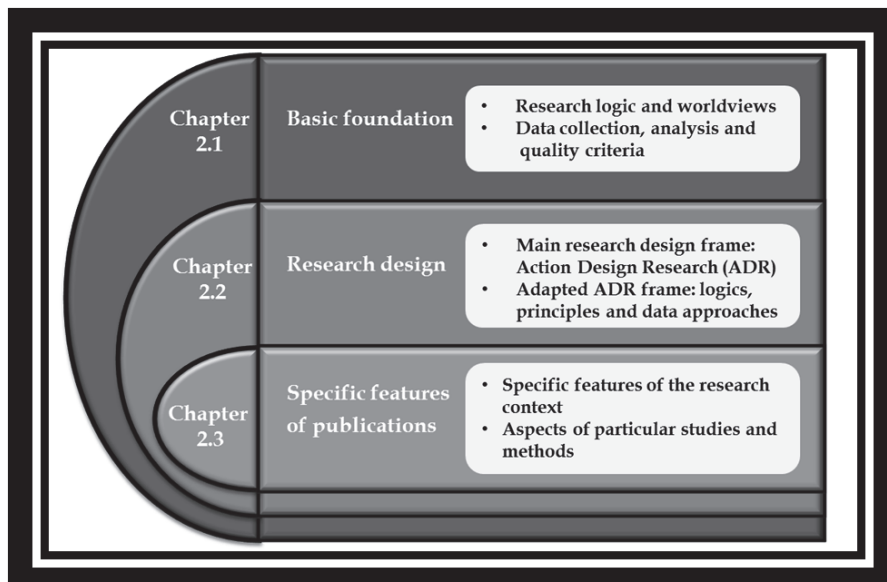 Chapter
2.1
Basic foundation
• Research logic and worldviews
• Data collection, analysis and
quality criteria
Chapter
2.2
Research design
• Main research design frame:
Action Design Research (ADR)
• Adapted ADR frame: logics,
principles and data approaches
Chapter
2.3
Specific features
of publications
• Specific features of the research
context
• Aspects of particular studies and
methods